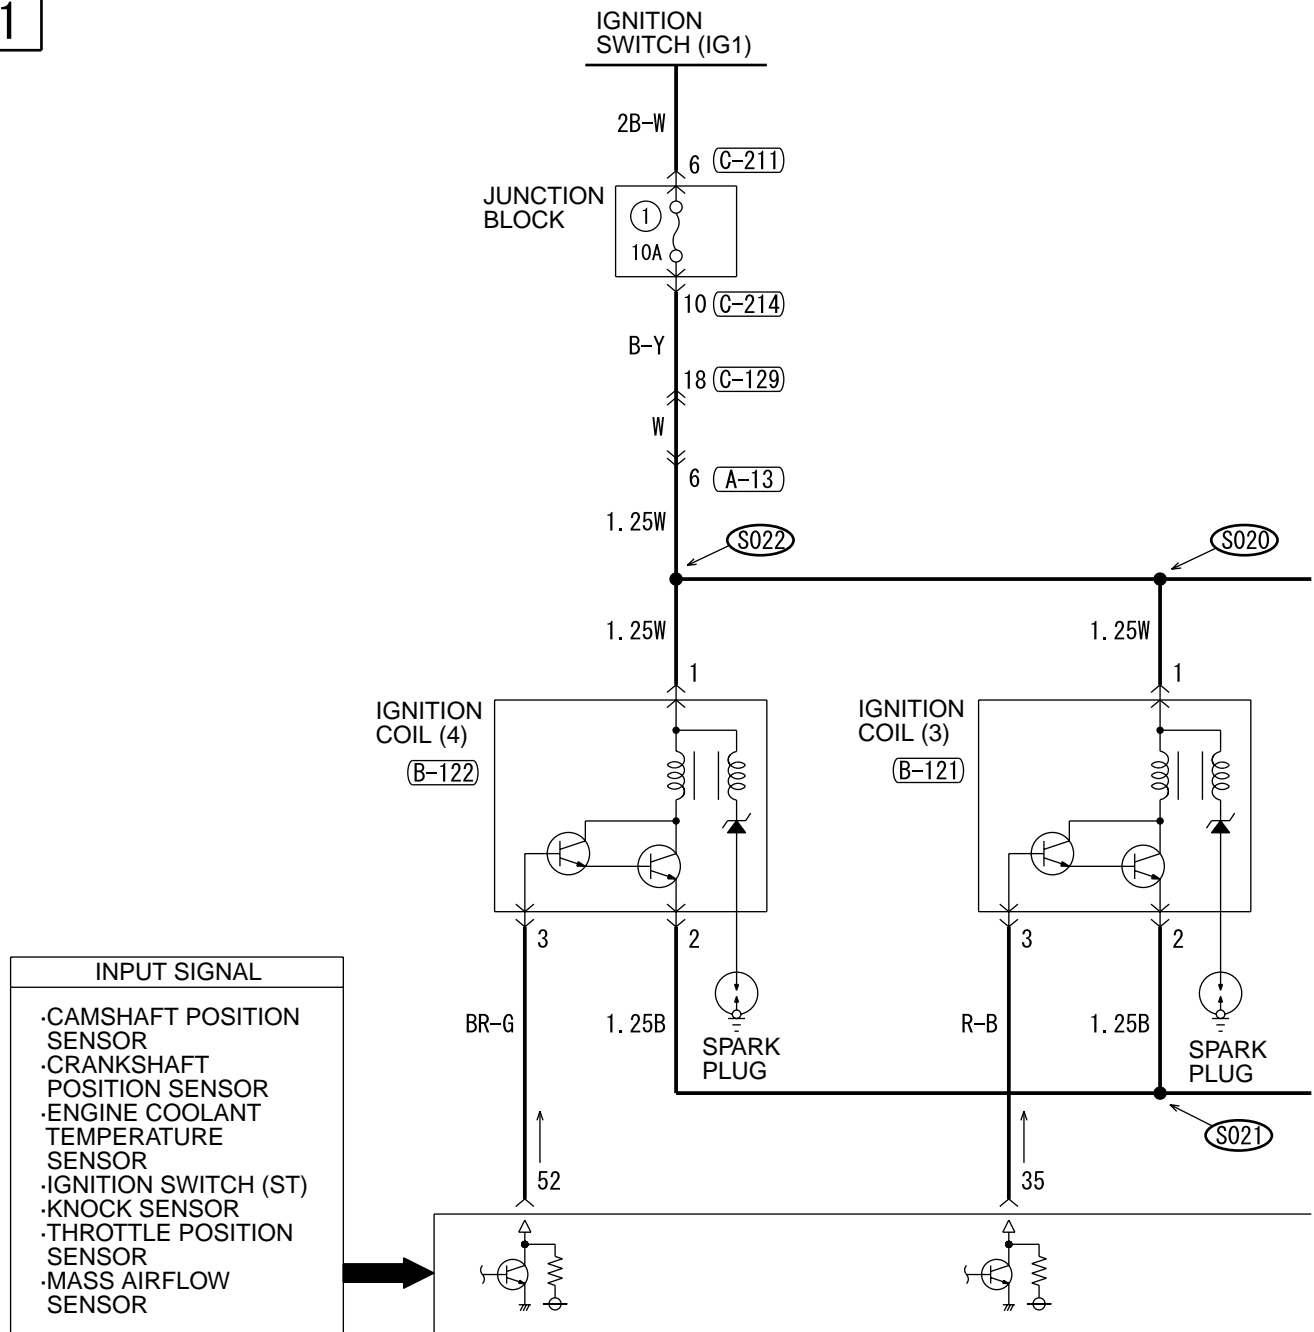 1
IGNITION
SWITCH (IG1)
2B-W
6 C-211
JUNCTION
BLOCK
1
10A
10 C-214
B-Y
18 C-129
W
6 A-13
1.25W
S022
S020
1.25W
1.25W
1
1
IGNITION
COIL (4)
B-122
IGNITION
COIL (3)
B-121
3
2
3
2
INPUT SIGNAL
·CAMSHAFT POSITION
SENSOR
·CRANKSHAFT
POSITION SENSOR
·ENGINE COOLANT
TEMPERATURE
SENSOR
·IGNITION SWITCH (ST)
·KNOCK SENSOR
·THROTTLE POSITION
SENSOR
·MASS AIRFLOW
SENSOR
BR-G
1.25B
SPARK
PLUG
R-B
1.25B
SPARK
PLUG
S021
52
35